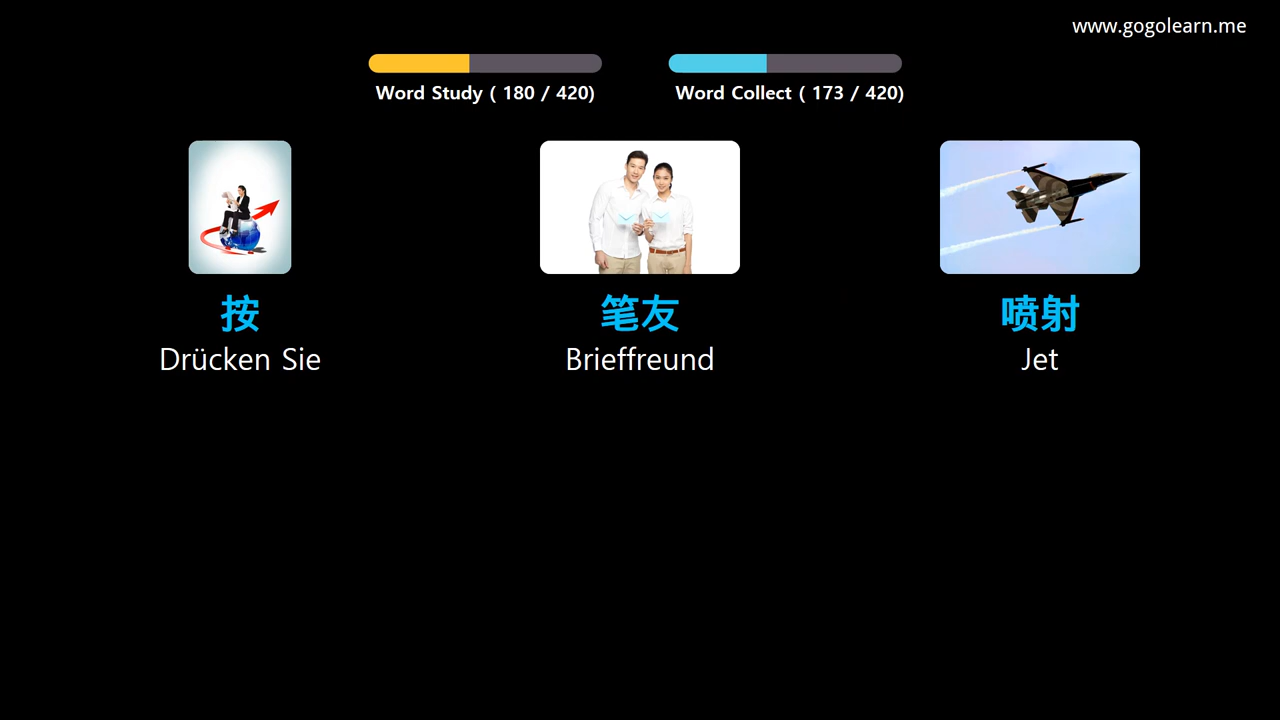 www.gogolearn.me
Word Study ( 180 / 420)
Word Collect ( 173 / 420)
按
Drücken Sie
笔友
Brieffreund
喷射
Jet